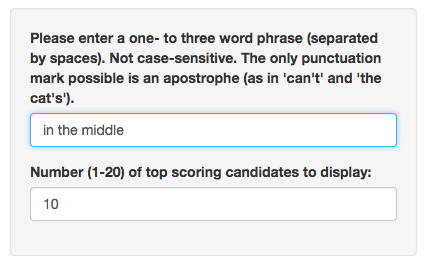 Please enter a one- to three word phrase (separated
by spaces). Not case-sensitive. The only punctuation
mark possible is an apostrophe (as in 'can't' and 'the
cat's').
in the middle
Number (1-20) of top scoring candidates to display:
10